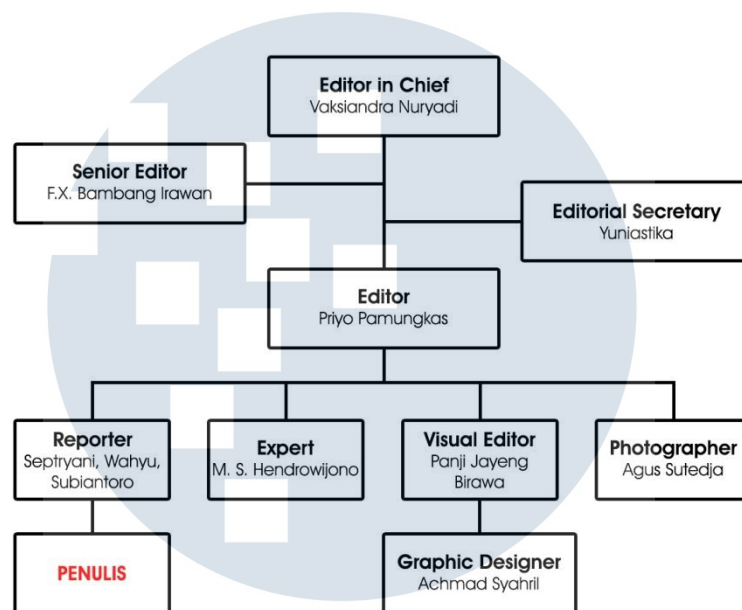 Editor in Chief
Vaksiandra Nuryadi
Senior Editor
F.X. Bambang Irawan
Editorial Secretary
Yuniastika
Editor
Priyo Pamungkas
Reporter
Septryani, Wahyu,
Subiantoro
Expert
M. S. Hendrowijono
Visual Editor
Panji Jayeng
Birawa
Photographer
Agus Sutedja
PENULIS
Graphic Designer
Achmad Syahril